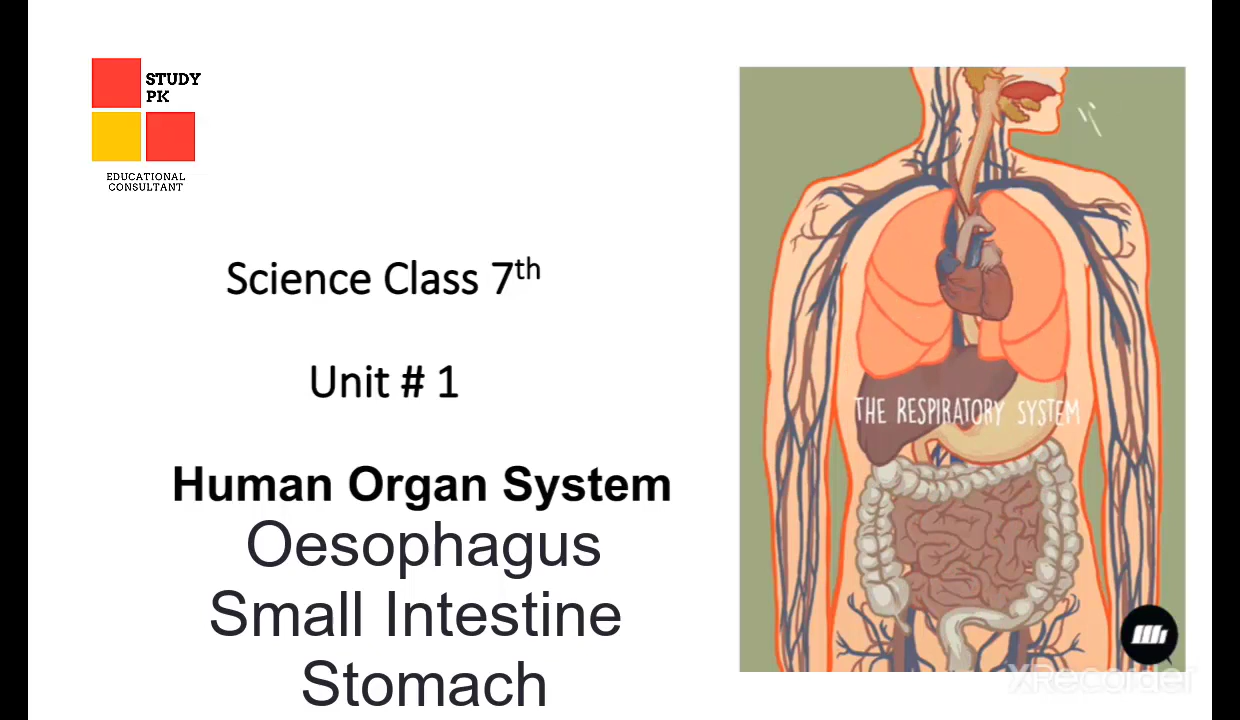 STUDY
PK
EDUCATIONAL
CONSULTANT
Science Class 7th
Unit # 1
Human Organ System
Oesophagus
Small Intestine
Stomach
THE RESPIRATORY SYSTEM
XRecorder